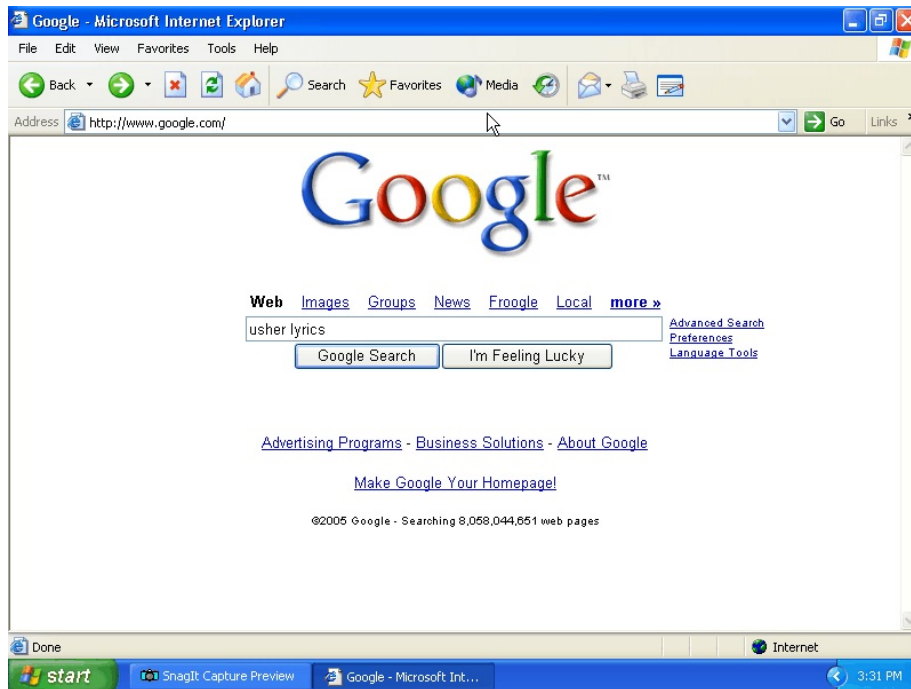 Google - Microsoft Internet Explorer
File Edit View Favorites Tools Help
Back Search Favorites Media
Address http://www.google.com/ Go Links
Google™
Web Images Groups News Froogle Local more »
usher lyrics
Advanced Search
Preferences
Language Tools
Google Search I'm Feeling Lucky
Advertising Programs - Business Solutions - About Google
Make Google Your Homepage!
©2005 Google - Searching 8,058,044,651 web pages
Done Internet
start SnagIt Capture Preview Google - Microsoft Int... 3:31 PM